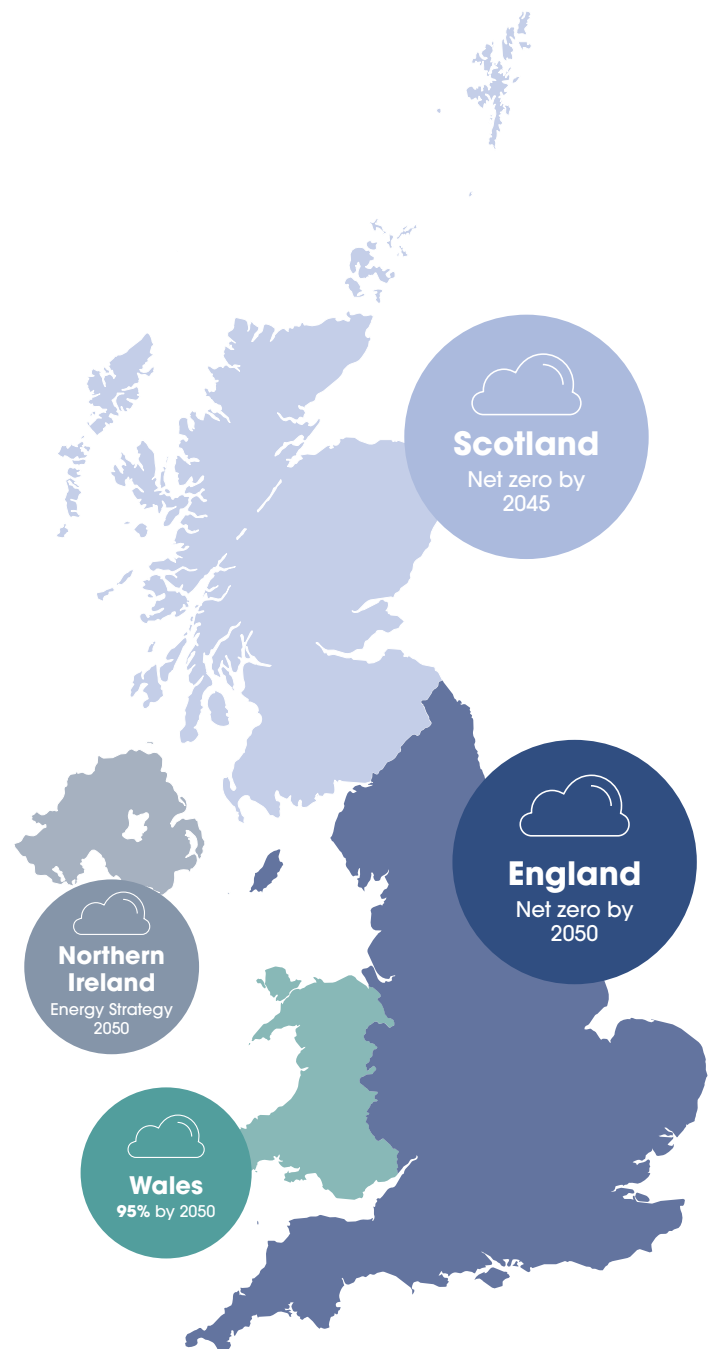 Scotland
Net zero by
2045
England
Net zero by
2050
Northern
Ireland
Energy Strategy
2050
Wales
95% by 2050